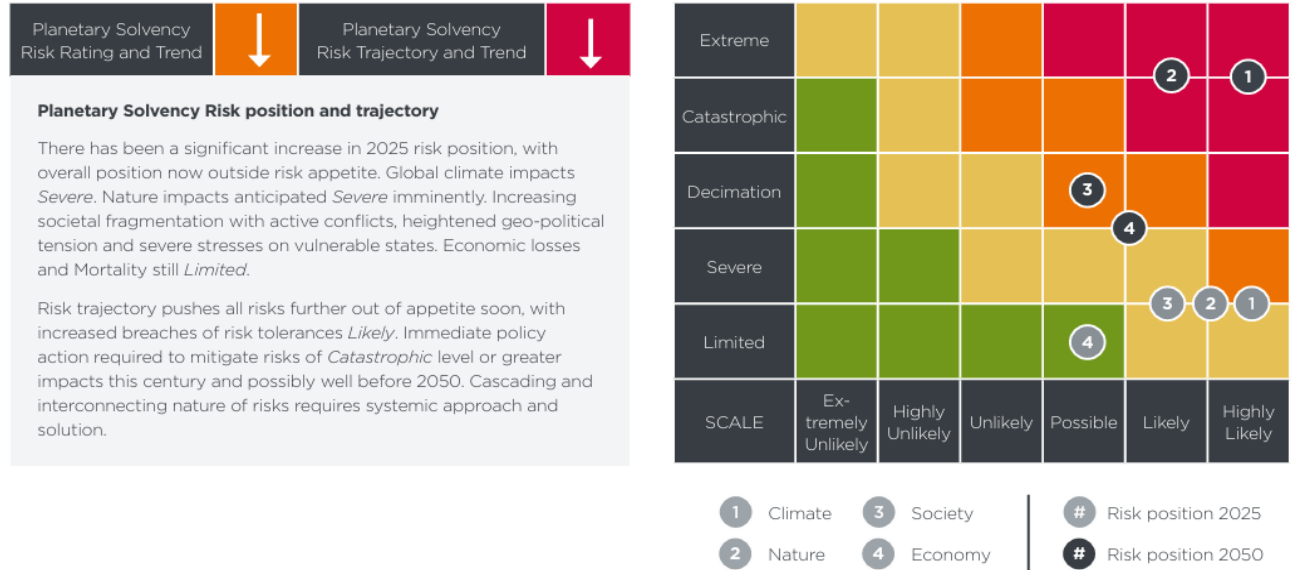 Planetary Solvency
Risk Rating and Trend
Planetary Solvency
Risk Trajectory and Trend
Planetary Solvency Risk position and trajectory
There has been a significant increase in 2025 risk position, with
overall position now outside risk appetite. Global climate impacts
Severe. Nature impacts anticipated Severe imminently. Increasing
societal fragmentation with active conflicts, heightened geo-political
tension and severe stresses on vulnerable states. Economic losses
and Mortality still Limited.
Risk trajectory pushes all risks further out of appetite soon, with
increased breaches of risk tolerances Likely. Immediate policy
action required to mitigate risks of Catastrophic level or greater
impacts this century and possibly well before 2050. Cascading and
interconnecting nature of risks requires systemic approach and
solution.
Extreme
2 1
Catastrophic
Decimation
3
4
Severe
3 2 1
Limited
4
SCALE
Ex-
tremely
Unlikely
Highly
Unlikely
Unlikely
Possible
Likely
Highly
Likely
1 Climate
3 Society
# Risk position 2025
2 Nature
4 Economy
# Risk position 2050